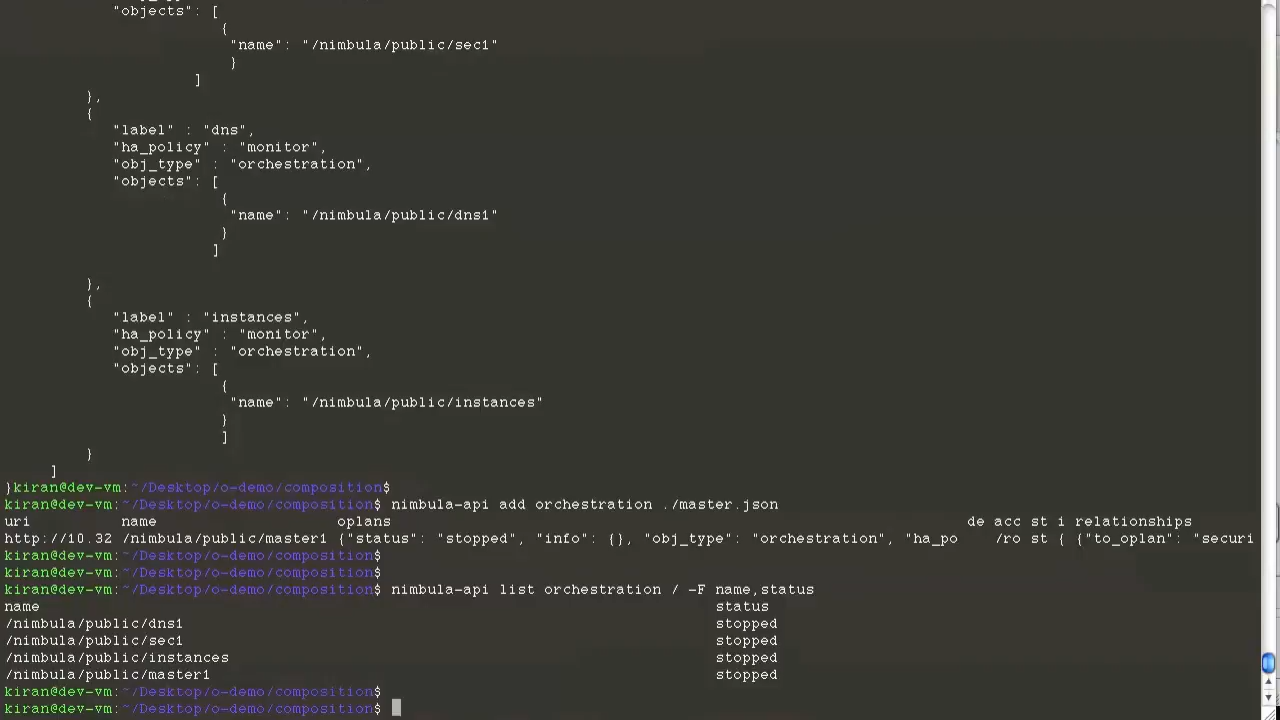 "objects": [
{
"name": "/nimbula/public/sec1"
}
]
},
{
"label" : "dns",
"ha_policy" : "monitor",
"obj_type" : "orchestration",
"objects": [
{
"name": "/nimbula/public/dns1"
}
]
},
{
"label" : "instances",
"ha_policy" : "monitor",
"obj_type" : "orchestration",
"objects": [
{
"name": "/nimbula/public/instances"
}
]
}
]
}kiran@dev-vm:~/Desktop/o-demo/composition$
kiran@dev-vm:~/Desktop/o-demo/composition$ nimbula-api add orchestration ./master.json
uri name oplans de acc st i relationships
http://10.32 /nimbula/public/master1 {"status": "stopped", "info": {}, "obj_type": "orchestration", "ha_po /ro st { {"to_oplan": "securi
kiran@dev-vm:~/Desktop/o-demo/composition$
kiran@dev-vm:~/Desktop/o-demo/composition$
kiran@dev-vm:~/Desktop/o-demo/composition$ nimbula-api list orchestration / -F name,status
name status
/nimbula/public/dns1 stopped
/nimbula/public/sec1 stopped
/nimbula/public/instances stopped
/nimbula/public/master1 stopped
kiran@dev-vm:~/Desktop/o-demo/composition$
kiran@dev-vm:~/Desktop/o-demo/composition$